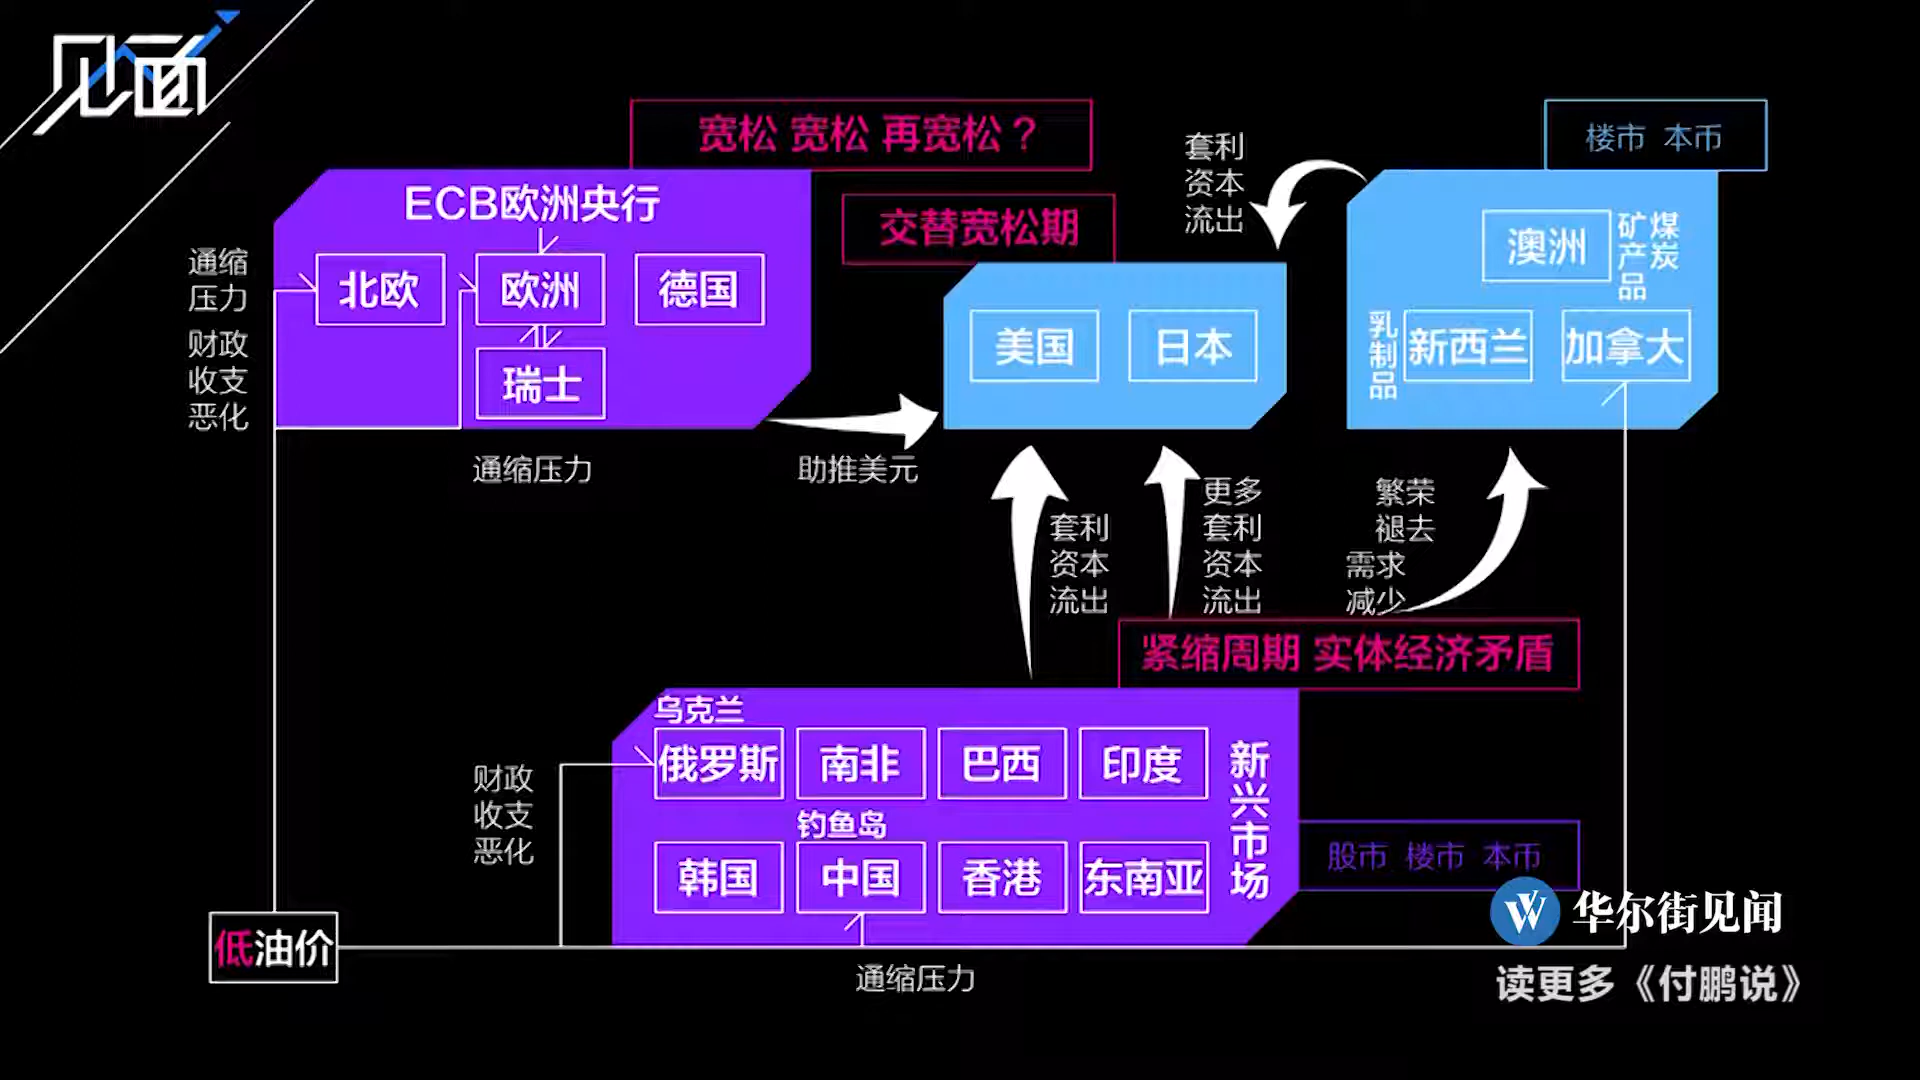 见面
宽松 宽松 再宽松？
交替宽松期
套利
资本
流出
楼市 本币
ECB欧洲央行
北欧
欧洲
德国
瑞士
通缩
压力
财政
收支
恶化
通缩压力
助推美元
美国
日本
澳洲
矿产品
煤炭
乳制品
新西兰
加拿大
套利
资本
流出
更多
套利
资本
流出
繁荣
褪去
需求
减少
紧缩周期 实体经济矛盾
乌克兰
俄罗斯
南非
巴西
印度
钓鱼岛
韩国
中国
香港
东南亚
新兴市场
股市 楼市 本币
财政
收支
恶化
低油价
通缩压力
W 华尔街见闻
读更多《付鹏说》